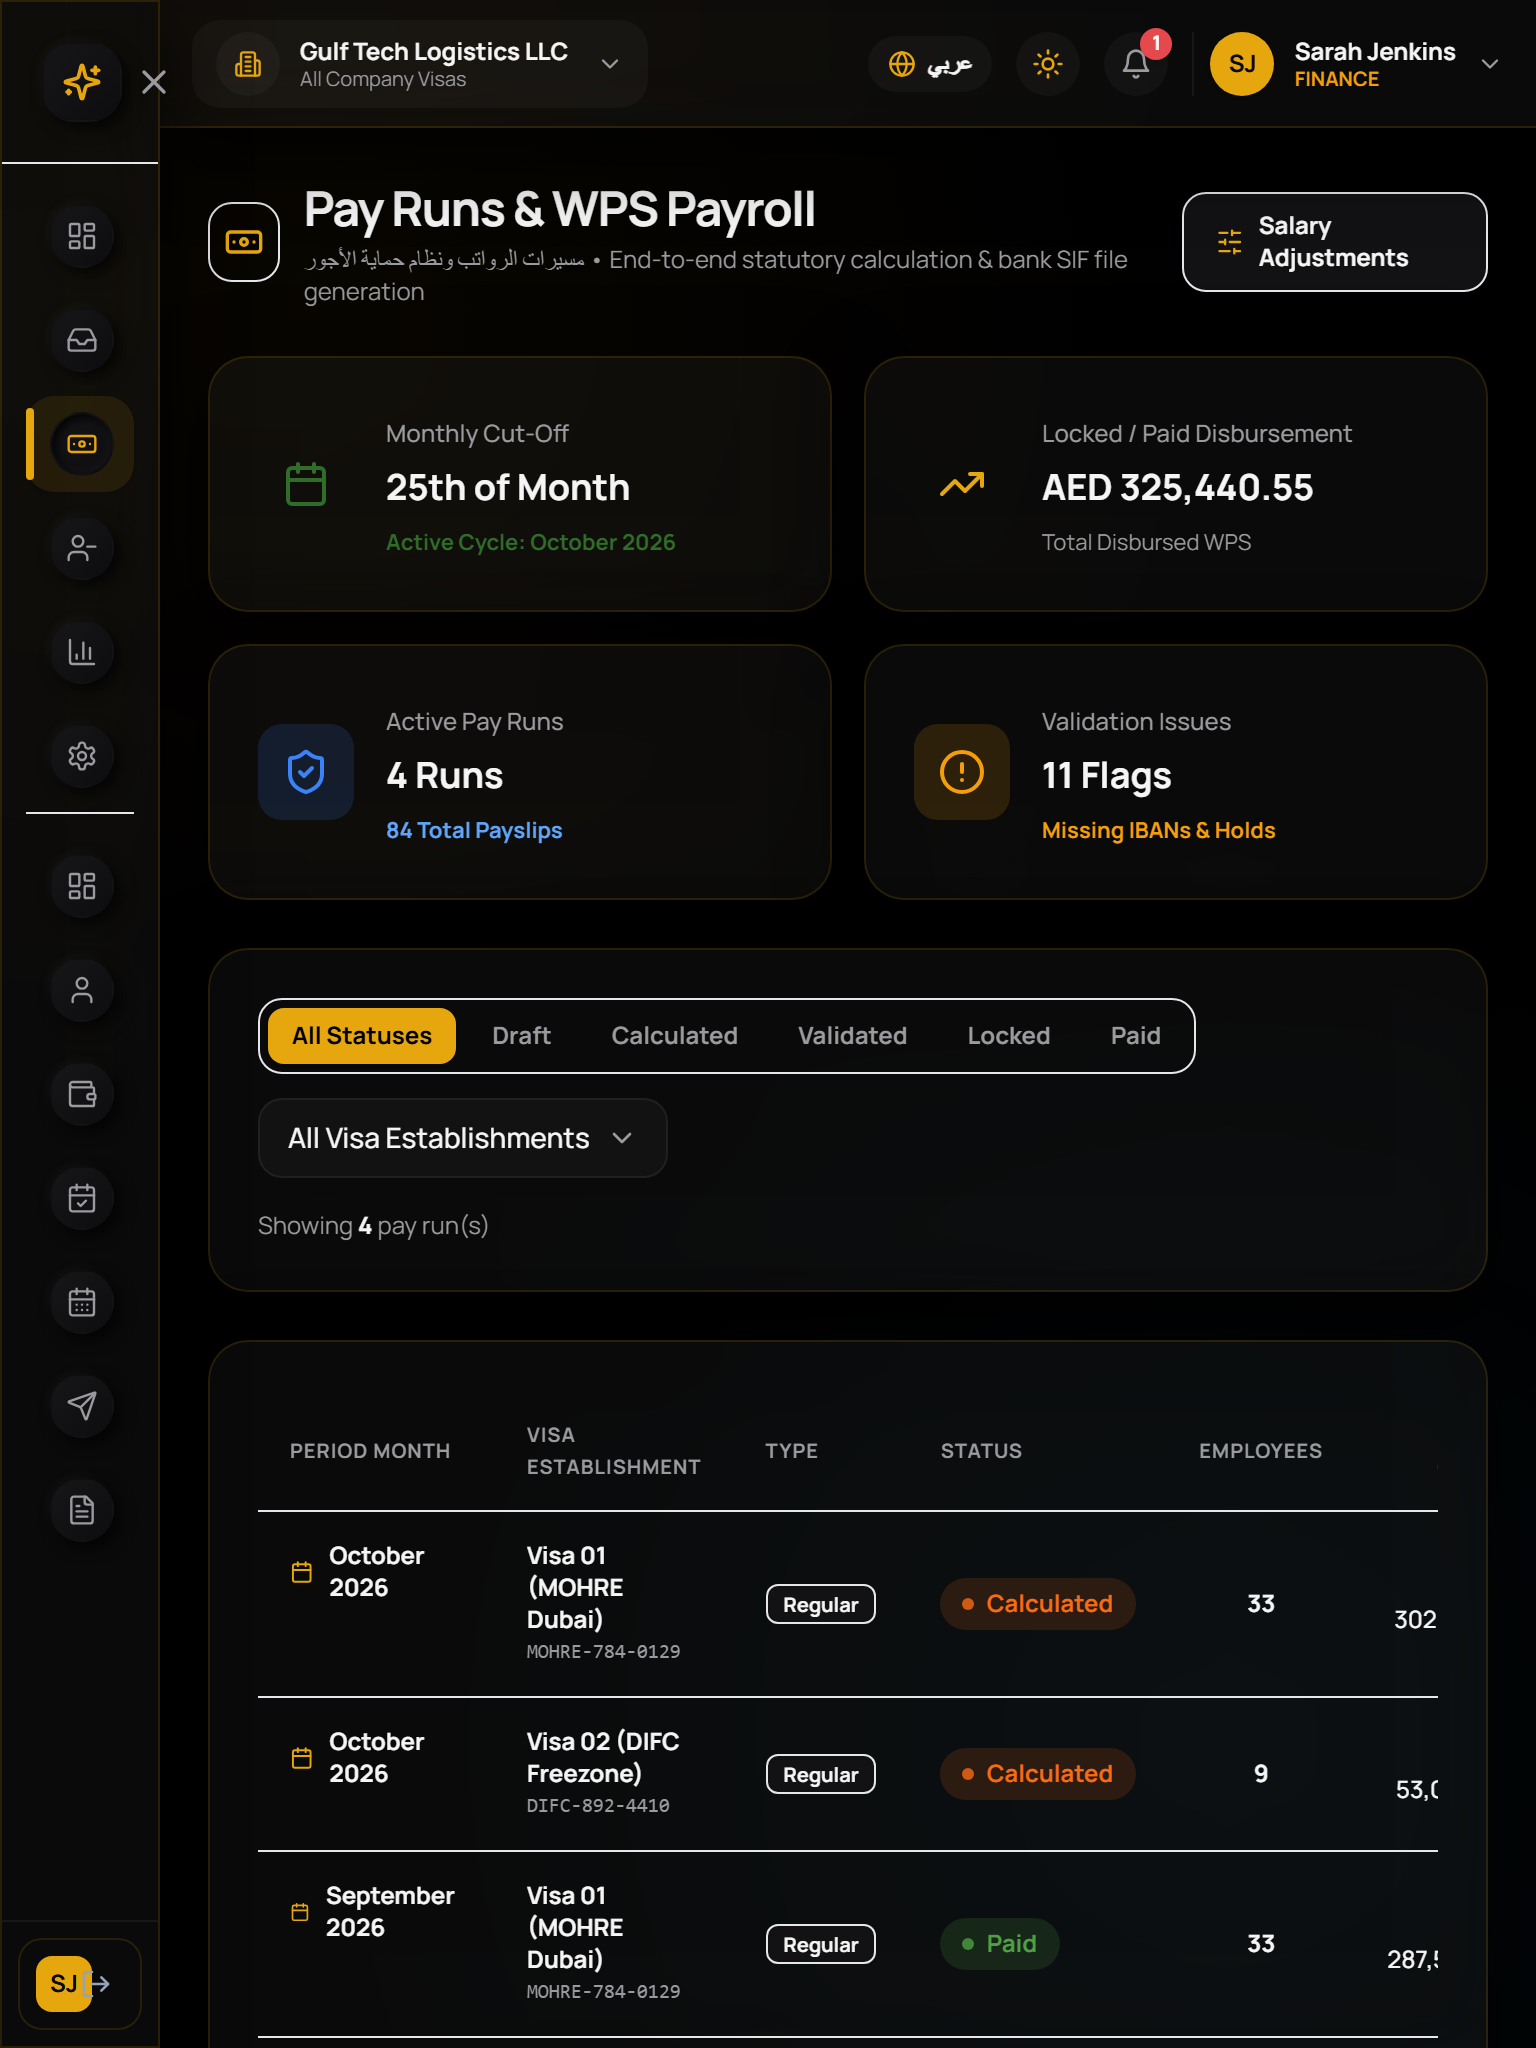 Gulf Tech Logistics LLC
All Company Visas
عربي
1
SJ
Sarah Jenkins
FINANCE
Pay Runs & WPS Payroll
مسيرات الرواتب ونظام حماية الأجور • End-to-end statutory calculation & bank SIF file
generation
Salary
Adjustments
Monthly Cut-Off
25th of Month
Active Cycle: October 2026
Locked / Paid Disbursement
AED 325,440.55
Total Disbursed WPS
Active Pay Runs
4 Runs
84 Total Payslips
Validation Issues
11 Flags
Missing IBANs & Holds
All Statuses
Draft
Calculated
Validated
Locked
Paid
All Visa Establishments
Showing 4 pay run(s)
PERIOD MONTH
VISA
ESTABLISHMENT
TYPE
STATUS
EMPLOYEES
October
2026
Visa 01
(MOHRE
Dubai)
MOHRE-784-0129
Regular
Calculated
33
302
October
2026
Visa 02 (DIFC
Freezone)
DIFC-892-4410
Regular
Calculated
9
53,
September
2026
Visa 01
(MOHRE
Dubai)
MOHRE-784-0129
Regular
Paid
33
287,
SJ